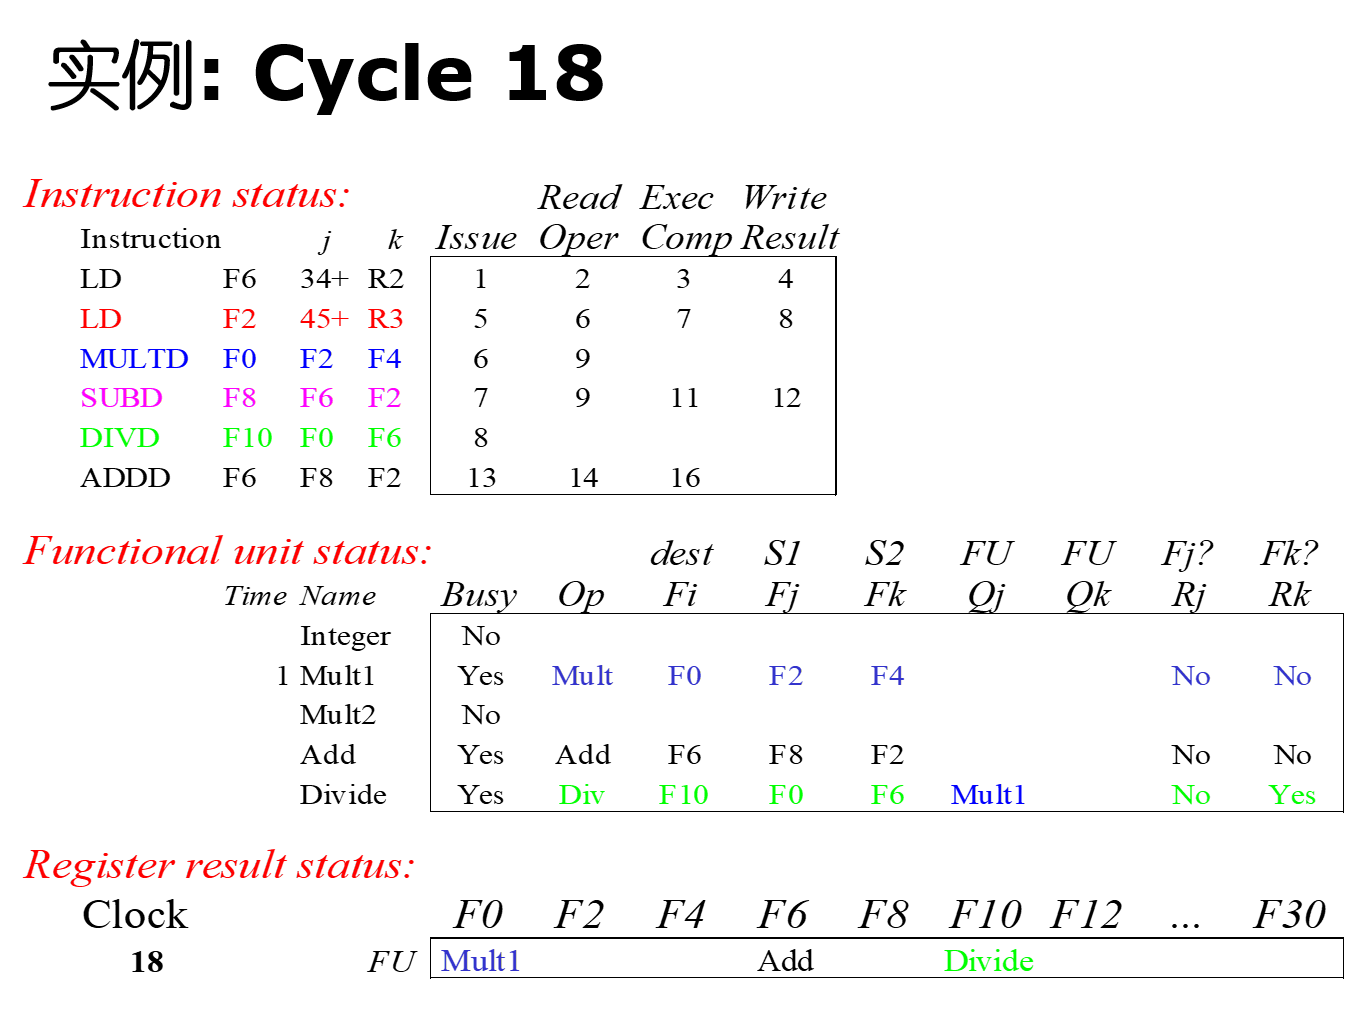 实例: Cycle 18
Instruction status:
Read Exec Write
Instruction j k Issue Oper Comp Result
LD F6 34+ R2 1 2 3 4
LD F2 45+ R3 5 6 7 8
MULTD F0 F2 F4 6 9
SUBD F8 F6 F2 7 9 11 12
DIVD F10 F0 F6 8
ADDD F6 F8 F2 13 14 16
Functional unit status:
dest S1 S2 FU FU Fj? Fk?
Time Name Busy Op Fi Fj Fk Qj Qk Rj Rk
Integer No
1 Mult1 Yes Mult F0 F2 F4 No No
Mult2 No
Add Yes Add F6 F8 F2 No No
Divide Yes Div F10 F0 F6 Mult1 No Yes
Register result status:
Clock F0 F2 F4 F6 F8 F10 F12 ... F30
18 FU Mult1 Add Divide